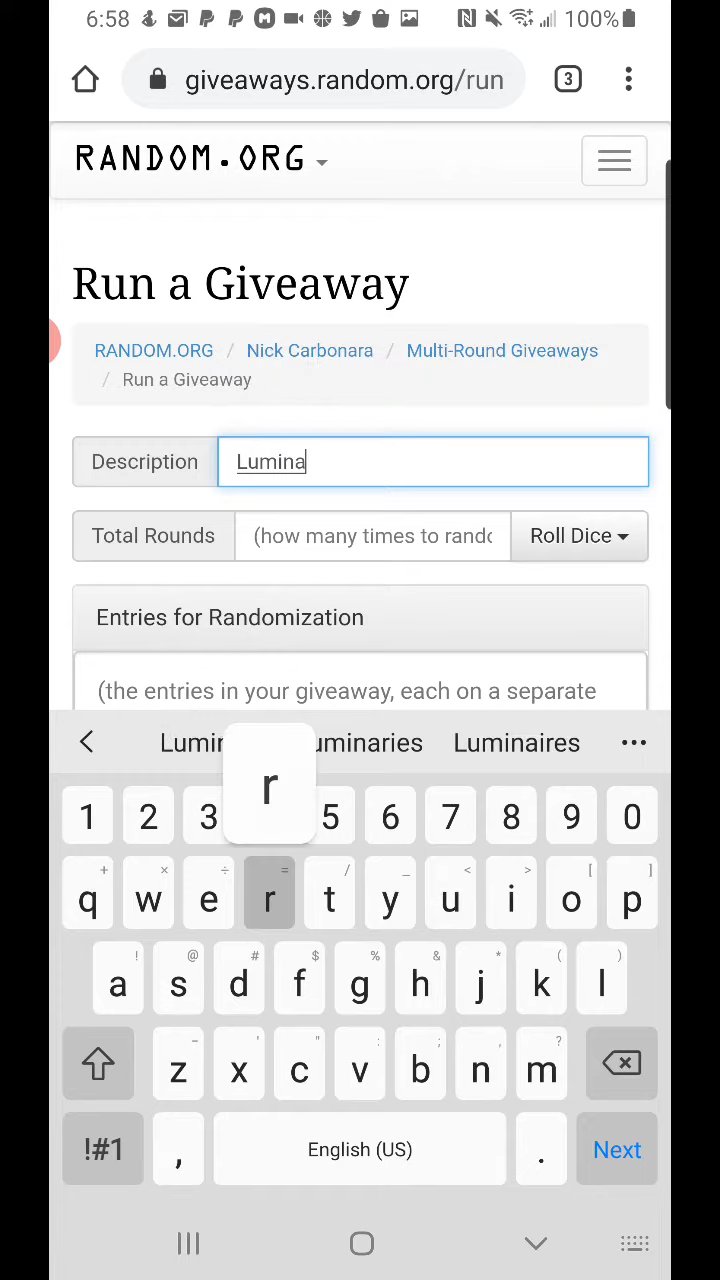 6:58 100%
giveaways.random.org/run 3
RANDOM.ORG
Run a Giveaway
RANDOM.ORG / Nick Carbonara / Multi-Round Giveaways
/ Run a Giveaway
Description Lumina
Total Rounds (how many times to rando Roll Dice
Entries for Randomization
(the entries in your giveaway, each on a separate
Lumin uminaries Luminaires ...
r
1 2 3 5 6 7 8 9 0
+ × ÷ = / _ < > [ ]
q w e r t y u i o p
! @ # $ % & * ( )
a s d f g h j k l
- ' " : ; , ?
z x c v b n m
!#1 , English (US) . Next